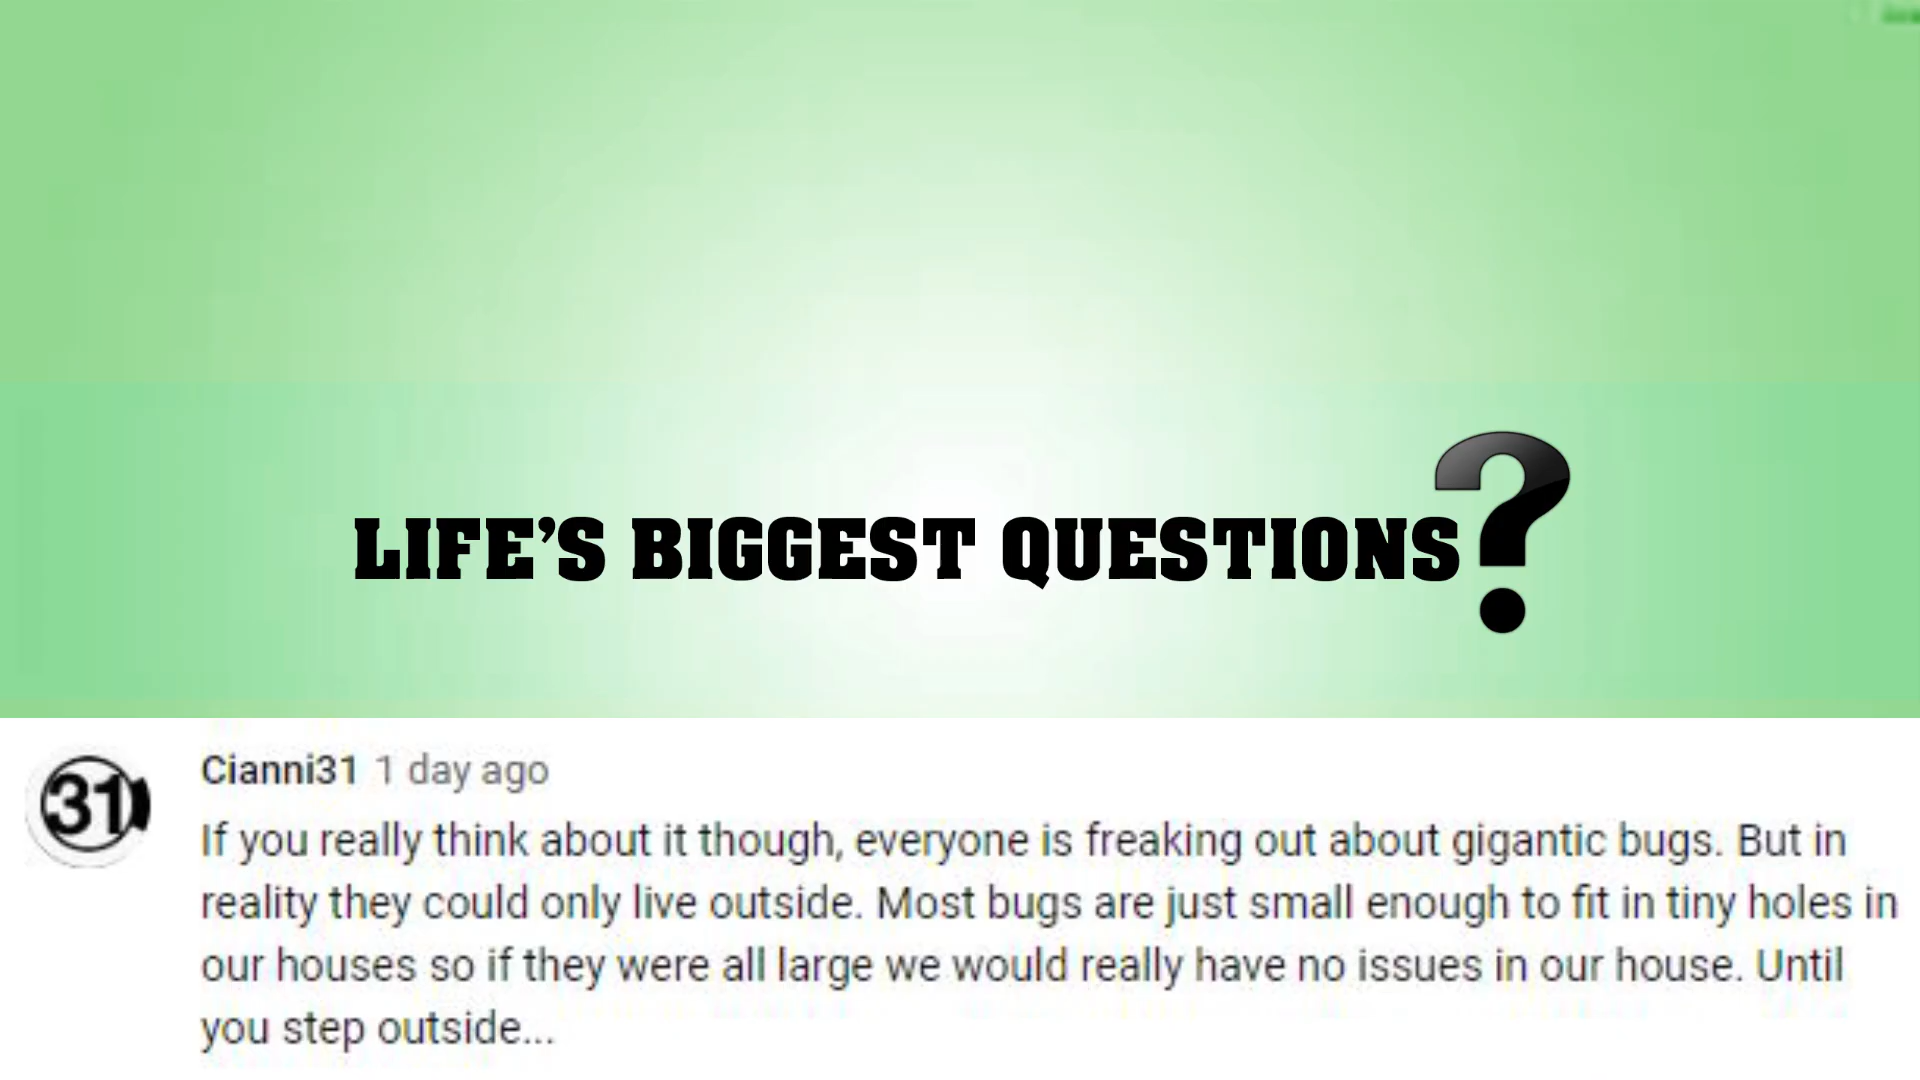 LIFE'S BIGGEST QUESTIONS?
31
Cianni31 1 day ago
If you really think about it though, everyone is freaking out about gigantic bugs. But in
reality they could only live outside. Most bugs are just small enough to fit in tiny holes in
our houses so if they were all large we would really have no issues in our house. Until
you step outside...